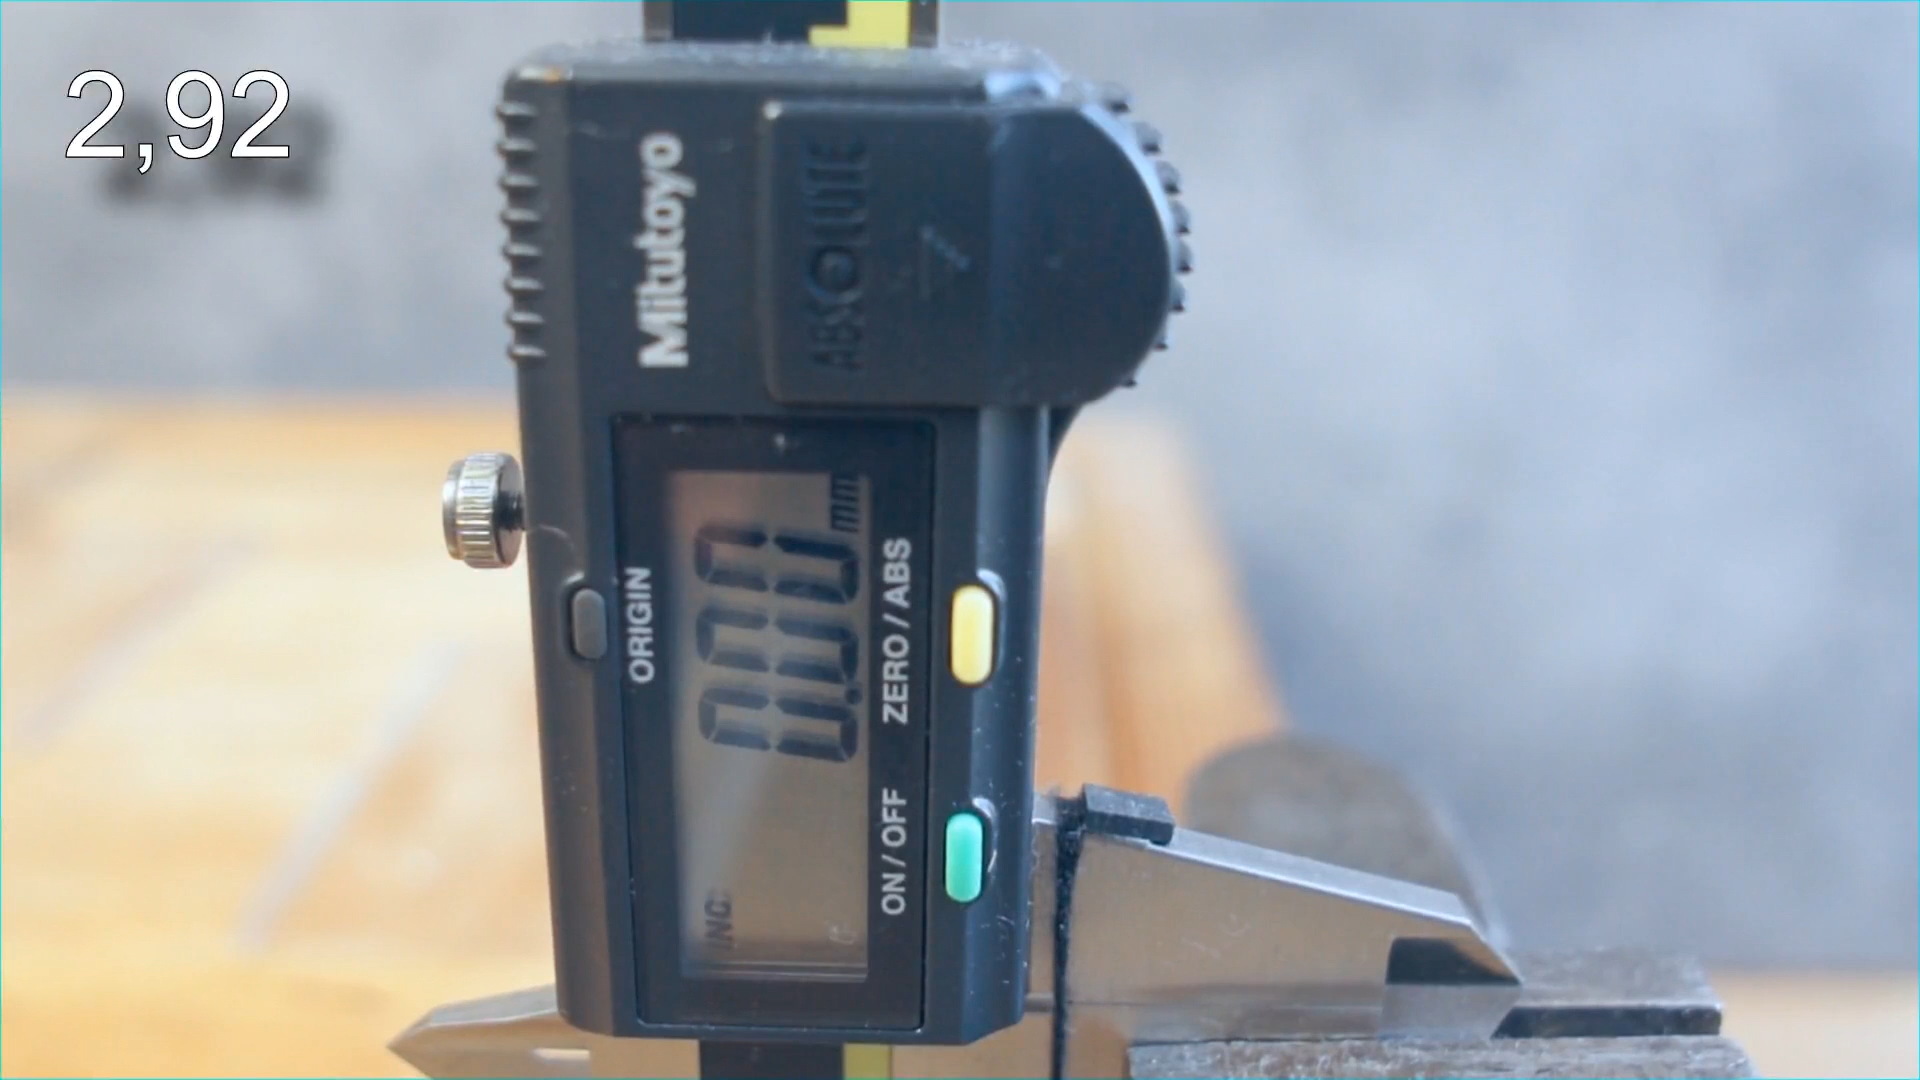 2,92
Mitutoyo
ABSOLUTE
ORIGIN
0.00
mm
INC
ZERO / ABS
ON / OFF